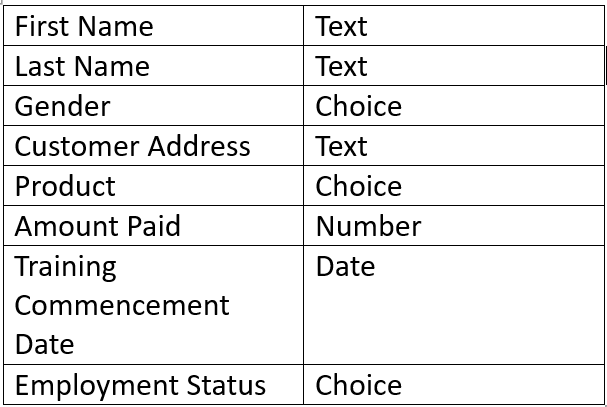 First Name Text
Last Name Text
Gender Choice
Customer Address Text
Product Choice
Amount Paid Number
Training Date
Commencement
Date
Employment Status Choice